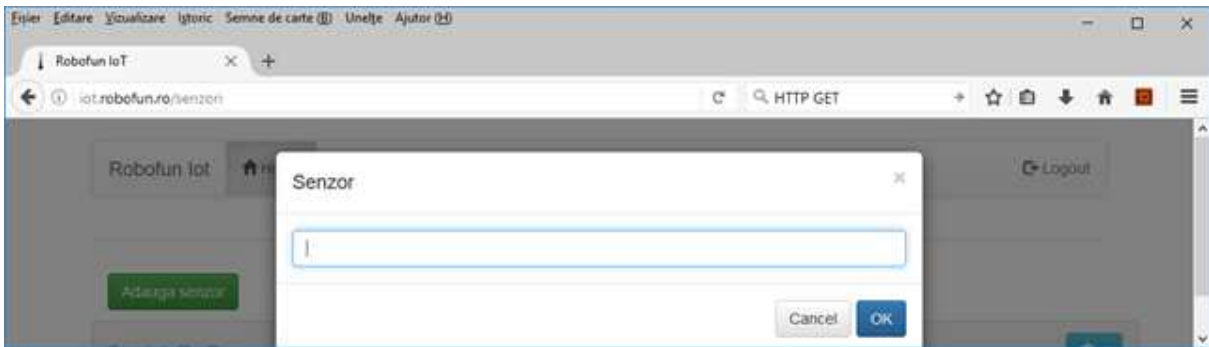 Fișier Editare Vizualizare Istoric Semne de carte (B) Unelte Ajutor (H)
Robofun IoT
iot.robofun.ro/senzori
HTTP GET
Robofun Iot
Logout
Senzor
Adauga senzor
Cancel OK